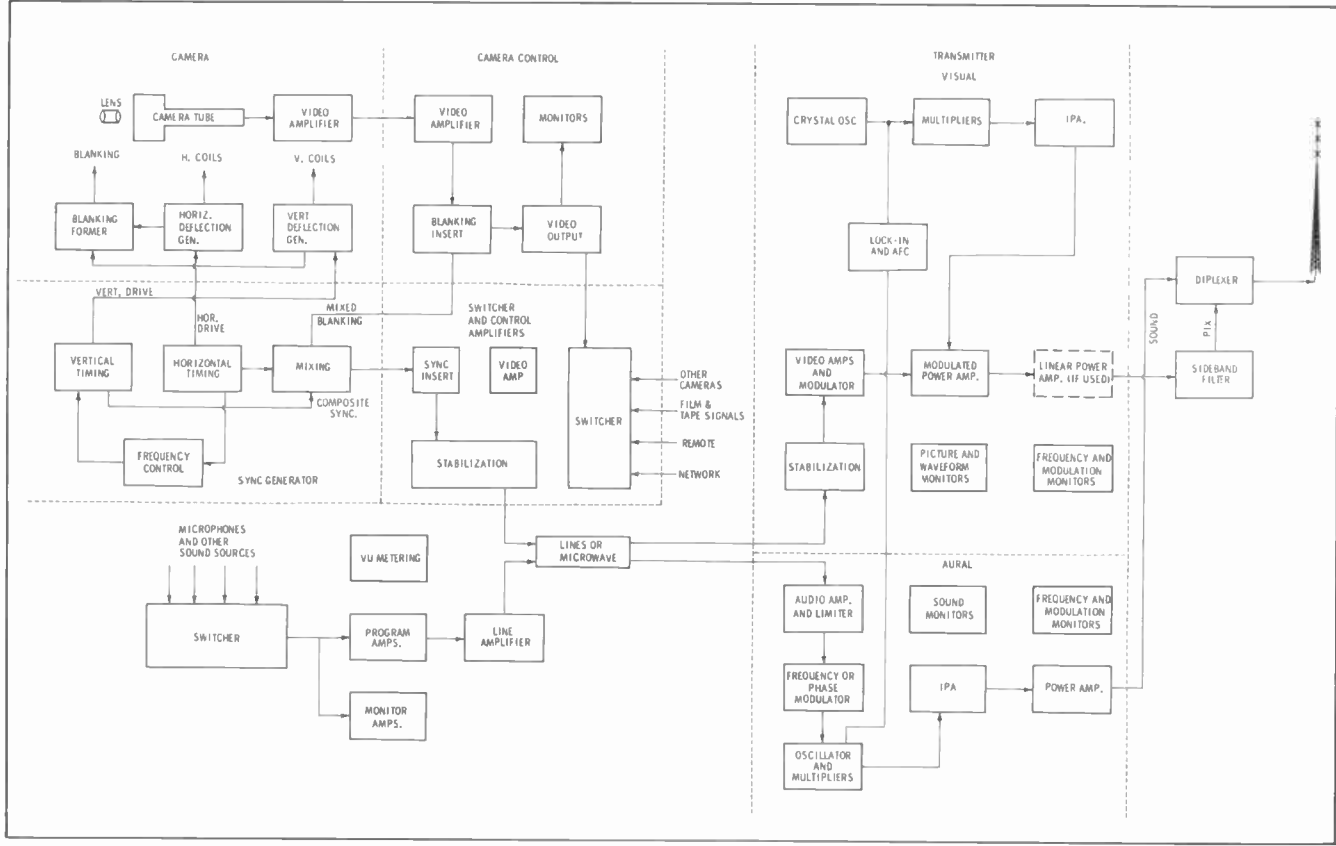 CAMERA
CAMERA CONTROL
LENS
CAMERA TUBE
VIDEO
AMPLIFIER
VIDEO
AMPLIFIER
MONITORS
BLANKING
H. COILS
V. COILS
BLANKING
FORMER
HORIZ.
DEFLECTION
GEN.
VERT
DEFLECTION
GEN.
BLANKING
INSERT
VIDEO
OUTPUT
VERT. DRIVE
HOR.
DRIVE
MIXED
BLANKING
SWITCHER
AND CONTROL
AMPLIFIERS
VERTICAL
TIMING
HORIZONTAL
TIMING
MIXING
SYNC
INSERT
VIDEO
AMP
COMPOSITE
SYNC.
FREQUENCY
CONTROL
SYNC GENERATOR
STABILIZATION
SWITCHER
OTHER
CAMERAS
FILM &
TAPE SIGNALS
REMOTE
NETWORK
MICROPHONES
AND OTHER
SOUND SOURCES
VU METERING
LINES OR
MICROWAVE
SWITCHER
PROGRAM
AMPS.
LINE
AMPLIFIER
MONITOR
AMPS.
TRANSMITTER
VISUAL
CRYSTAL OSC
MULTIPLIERS
IPA.
LOCK-IN
AND AFC
VIDEO AMPS
AND
MODULATOR
MODULATED
POWER AMP.
LINEAR POWER
AMP. (IF USED)
STABILIZATION
PICTURE AND
WAVEFORM
MONITORS
FREQUENCY AND
MODULATION
MONITORS
AURAL
AUDIO AMP.
AND LIMITER
SOUND
MONITORS
FREQUENCY AND
MODULATION
MONITORS
FREQUENCY OR
PHASE
MODULATOR
IPA
POWER AMP.
OSCILLATOR
AND
MULTIPLIERS
DIPLEXER
SOUND
PIX
SIDEBAND
FILTER